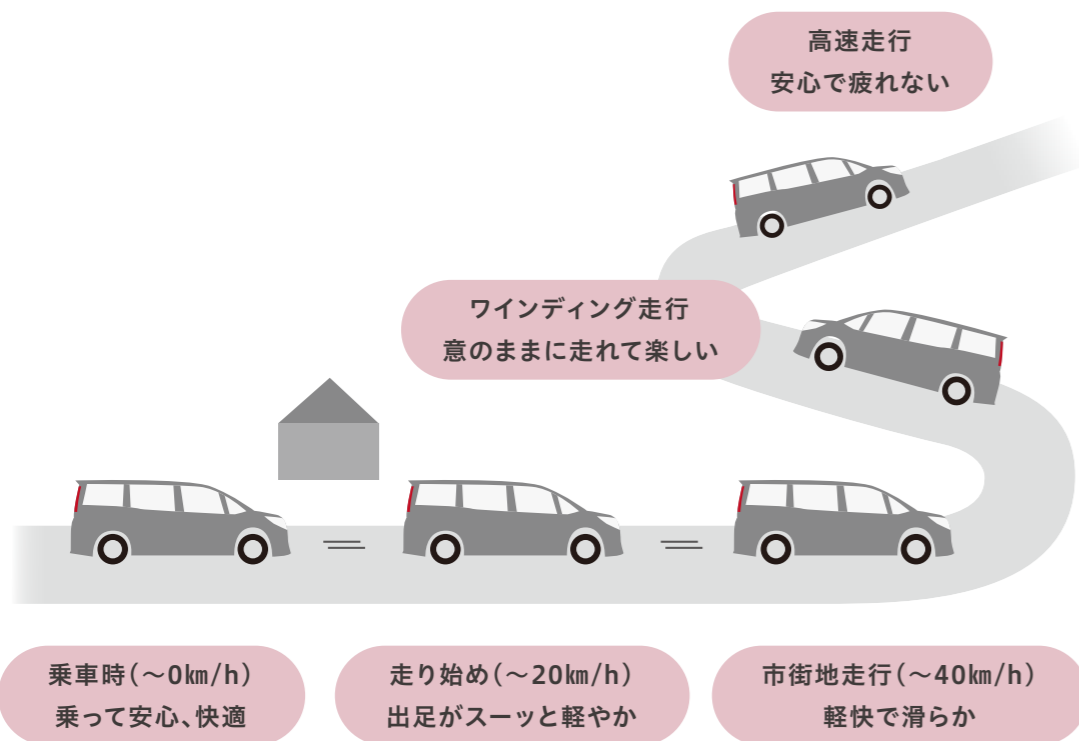 高速走行
安心で疲れない
ワインディング走行
意のままに走れて楽しい
乗車時(〜0㎞/h)
乗って安心、快適
走り始め(〜20㎞/h)
出足がスーッと軽やか
市街地走行(〜40㎞/h)
軽快で滑らか